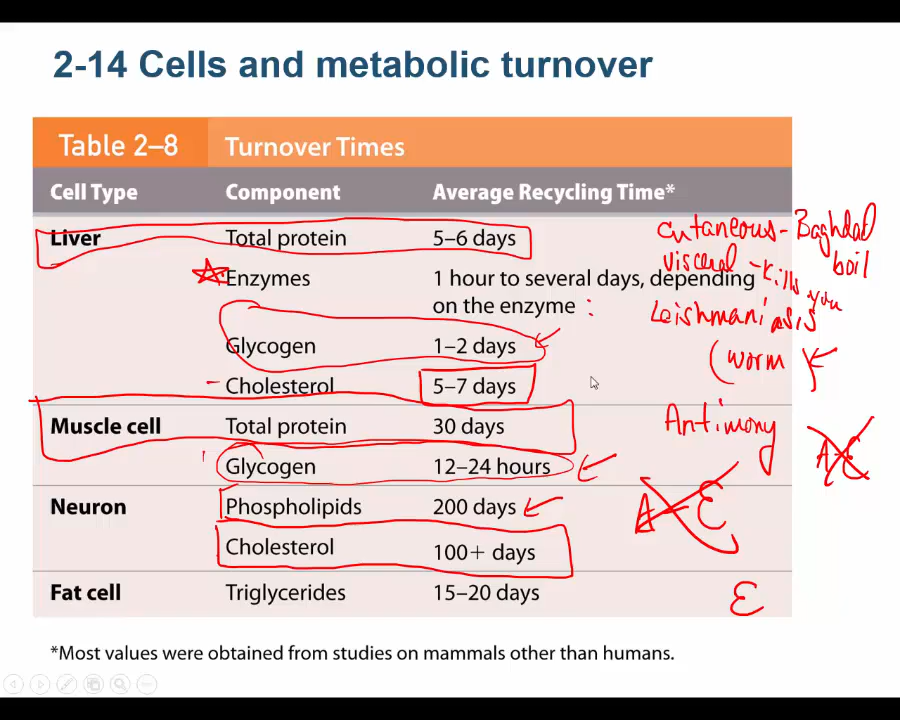 2-14 Cells and metabolic turnover
Table 2–8 Turnover Times
Cell Type Component Average Recycling Time*
Liver Total protein 5–6 days
Enzymes 1 hour to several days, depending
on the enzyme :
Glycogen 1–2 days
Cholesterol 5–7 days
Muscle cell Total protein 30 days
Glycogen 12–24 hours
Neuron Phospholipids 200 days
Cholesterol 100+ days
Fat cell Triglycerides 15–20 days
*Most values were obtained from studies on mammals other than humans.
cutaneous - Baghdad
boil
visceral - kills
you
Leishmaniasis
(worm
Antimony
A E
A E
E